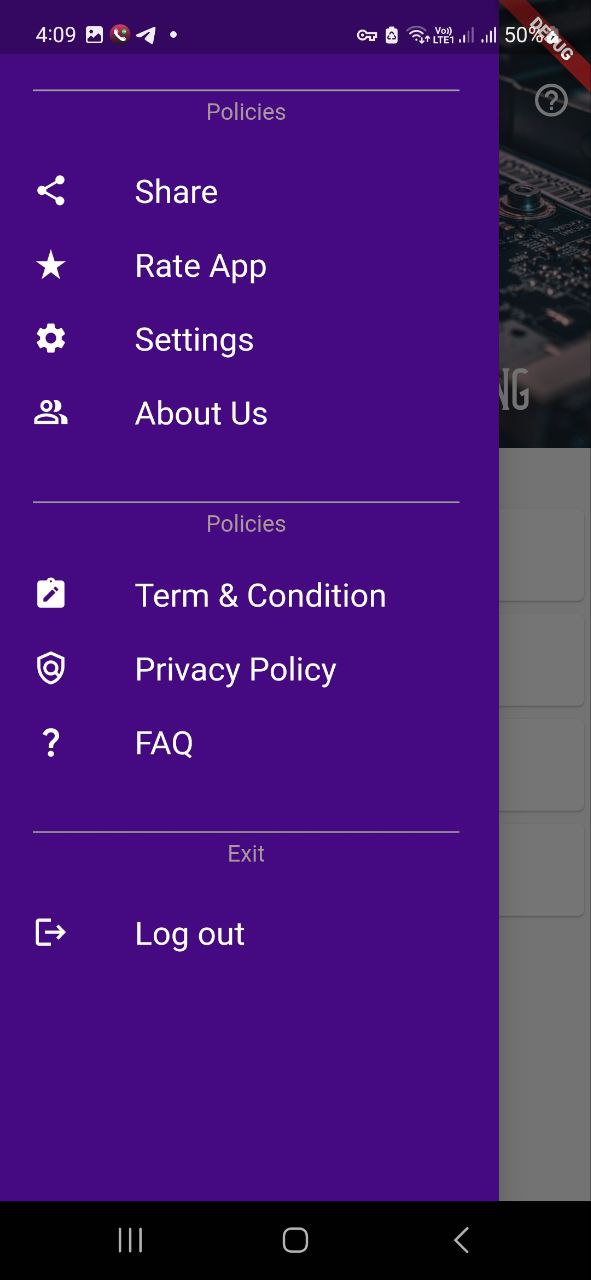 4:09
Vo))
LTE1
50%
DEBUG
Policies
Share
Rate App
Settings
About Us
NG
Policies
Term & Condition
Privacy Policy
FAQ
Exit
Log out